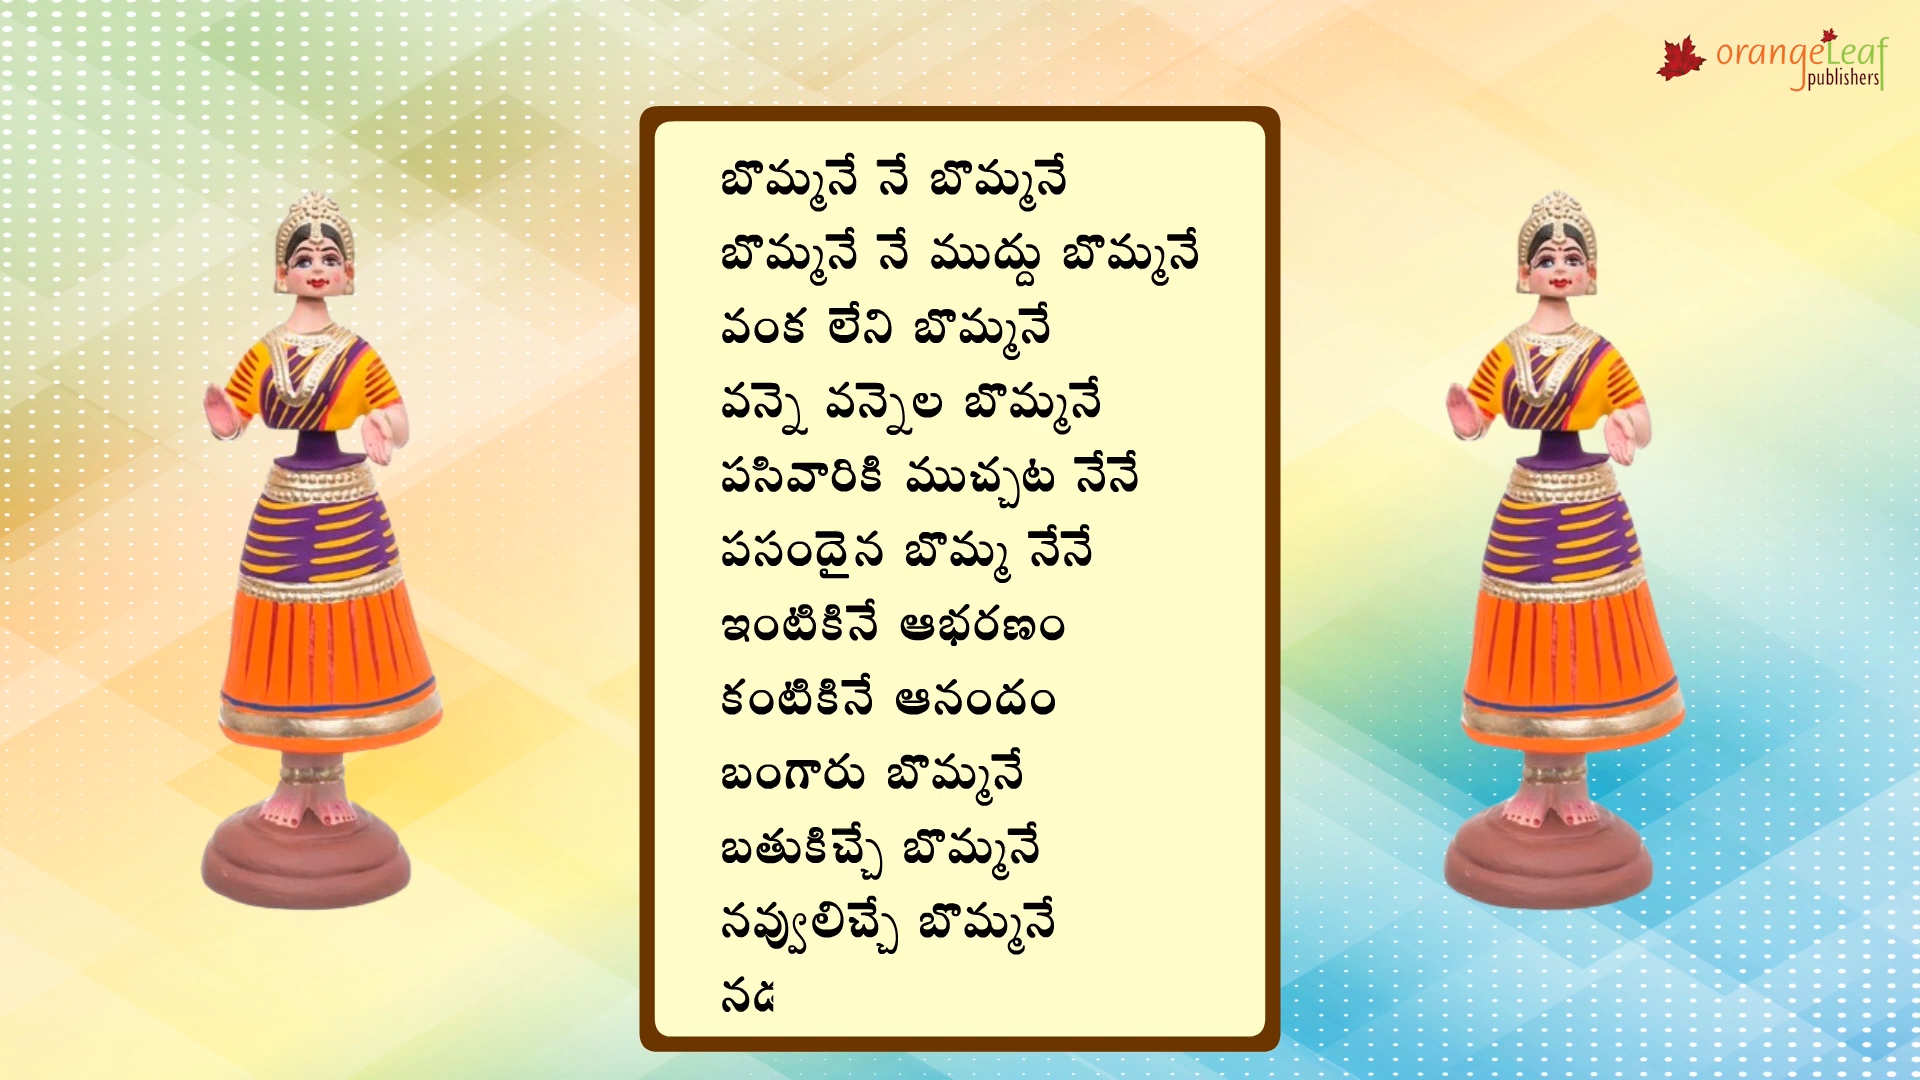 orangeLeaf
publishers
బొమ్మనే నే బొమ్మనే
బొమ్మనే నే ముద్దు బొమ్మనే
వంక లేని బొమ్మనే
వన్నె వన్నెల బొమ్మనే
పసివారికి ముచ్చట నేనే
పసందైన బొమ్మ నేనే
ఇంటికినే ఆభరణం
కంటికినే ఆనందం
బంగారు బొమ్మనే
బతుకిచ్చే బొమ్మనే
నవ్వులిచ్చే బొమ్మనే